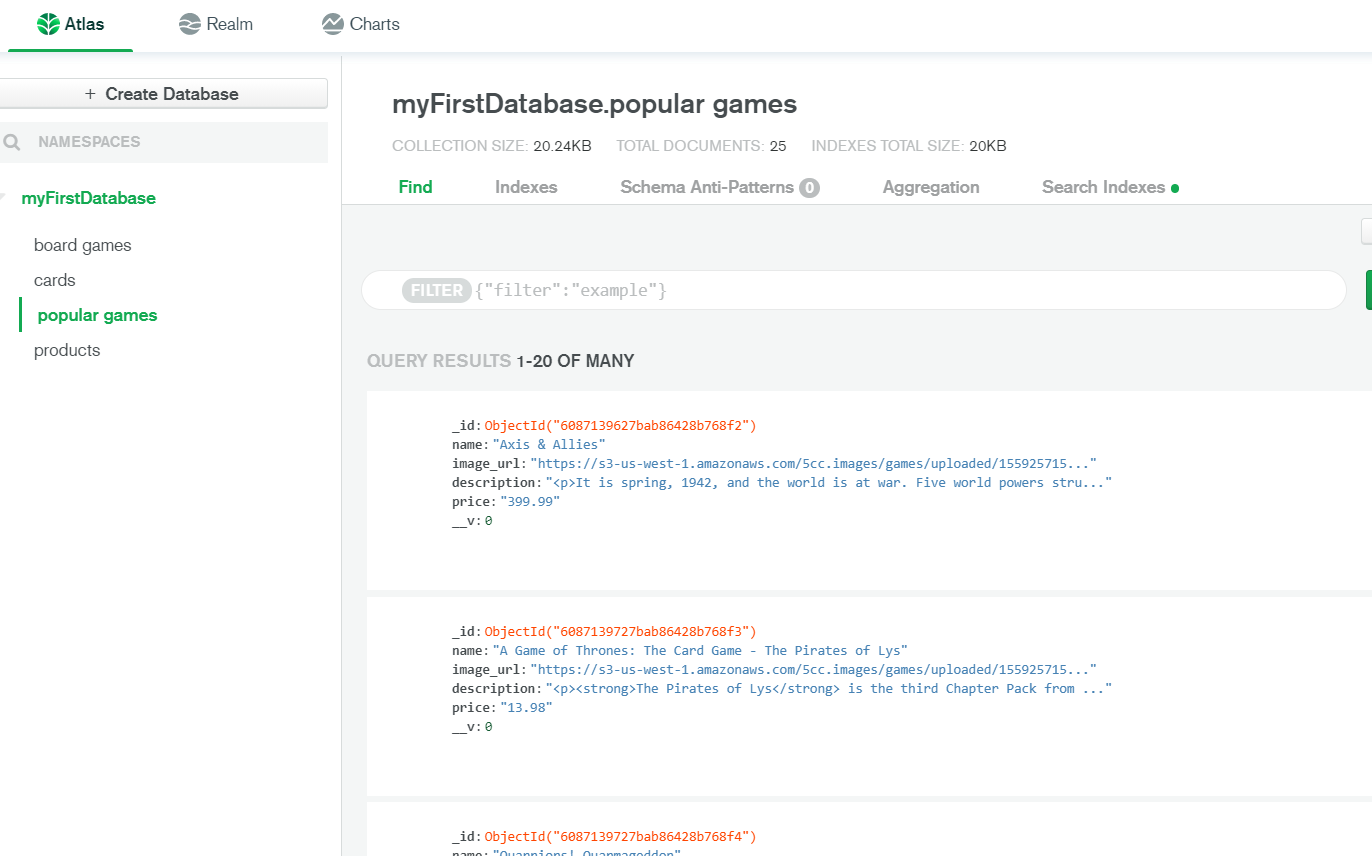 Atlas Realm Charts
+ Create Database
NAMESPACES
myFirstDatabase
board games
cards
popular games
products
myFirstDatabase.popular games
COLLECTION SIZE: 20.24KB TOTAL DOCUMENTS: 25 INDEXES TOTAL SIZE: 20KB
Find Indexes Schema Anti-Patterns 0 Aggregation Search Indexes
FILTER {"filter":"example"}
QUERY RESULTS 1-20 OF MANY
_id: ObjectId("6087139627bab86428b768f2")
name: "Axis & Allies"
image_url: "https://s3-us-west-1.amazonaws.com/5cc.images/games/uploaded/155925715..."
description: "<p>It is spring, 1942, and the world is at war. Five world powers stru..."
price: "399.99"
__v: 0
_id: ObjectId("6087139727bab86428b768f3")
name: "A Game of Thrones: The Card Game - The Pirates of Lys"
image_url: "https://s3-us-west-1.amazonaws.com/5cc.images/games/uploaded/155925715..."
description: "<p><strong>The Pirates of Lys</strong> is the third Chapter Pack from ..."
price: "13.98"
__v: 0
_id: ObjectId("6087139727bab86428b768f4")
name: